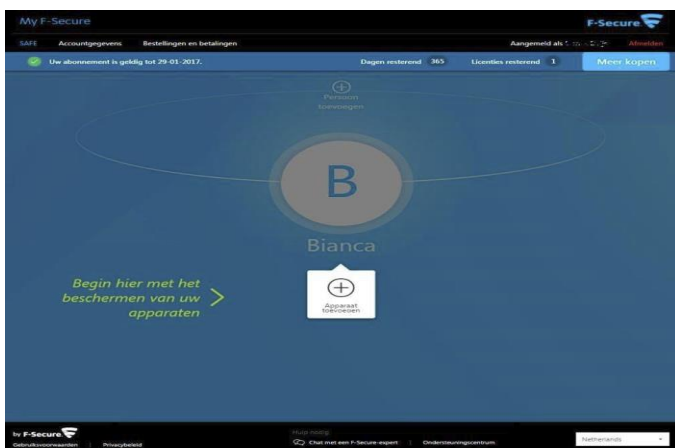 My F-Secure
F-Secure
SAFE Accountgegevens Bestellingen en betalingen Aangemeld als Afmelden
Uw abonnement is geldig tot 29-01-2017. Dagen resterend 365 Licenties resterend 1 Meer kopen
Persoon
toevoegen
B
Bianca
Begin hier met het
beschermen van uw
apparaten
Apparaat
toevoegen
by F-Secure
Hulp nodig
Gebruiksvoorwaarden Privacybeleid Chat met een F-Secure-expert Ondersteuningscentrum Netherlands